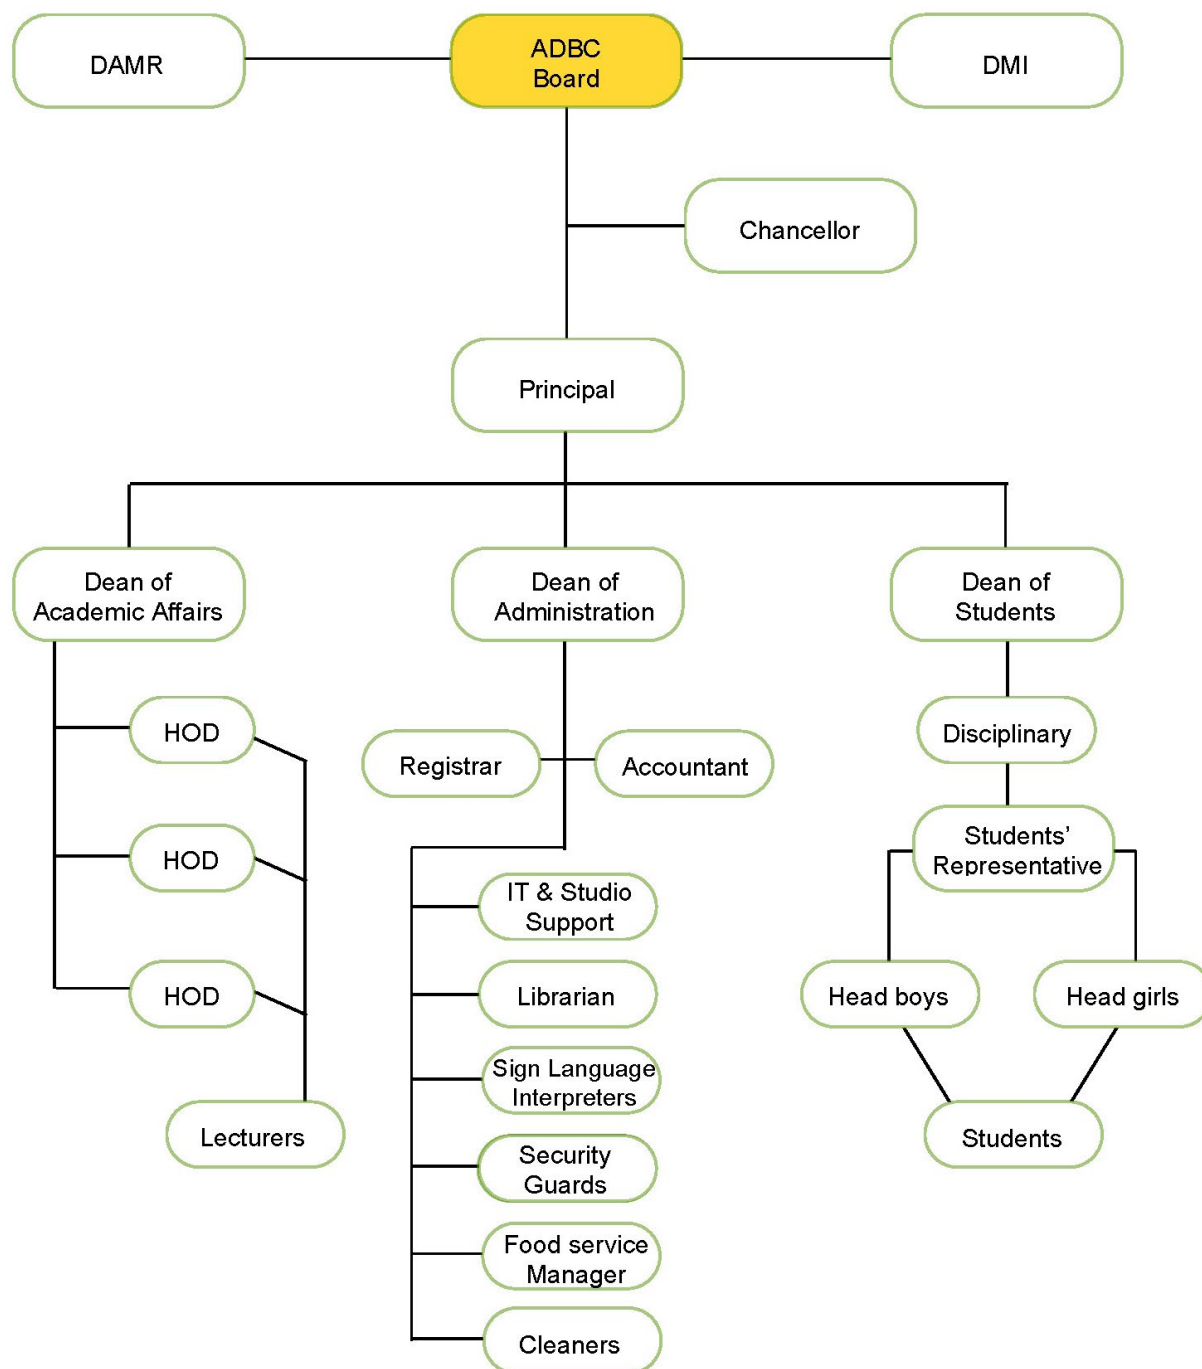 DAMR
ADBC
Board
DMI
Chancellor
Principal
Dean of
Academic Affairs
Dean of
Administration
Dean of
Students
HOD
HOD
HOD
Lecturers
Registrar
Accountant
IT & Studio
Support
Librarian
Sign Language
Interpreters
Security
Guards
Food service
Manager
Cleaners
Disciplinary
Students’
Representative
Head boys
Head girls
Students